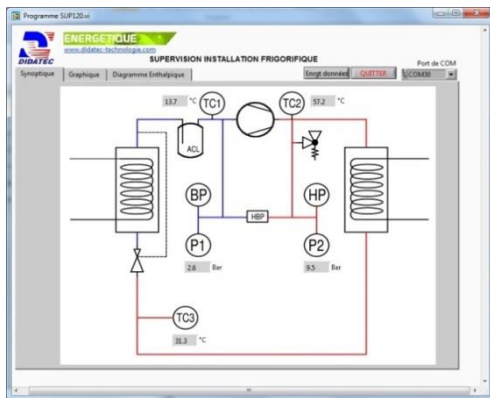 Programme SUP120.vi
ENERGETIQUE
www.didatec-technologie.com
DIDATEC
SUPERVISION INSTALLATION FRIGORIFIQUE
Port de COM
Synoptique Graphique Diagramme Enthalpique Enrgt données QUITTER COM30
13.7 °C TC1 TC2 57.2 °C
ACL
BP HP
HBP
P1 P2
2.6 Bar 9.5 Bar
TC3
31.3 °C